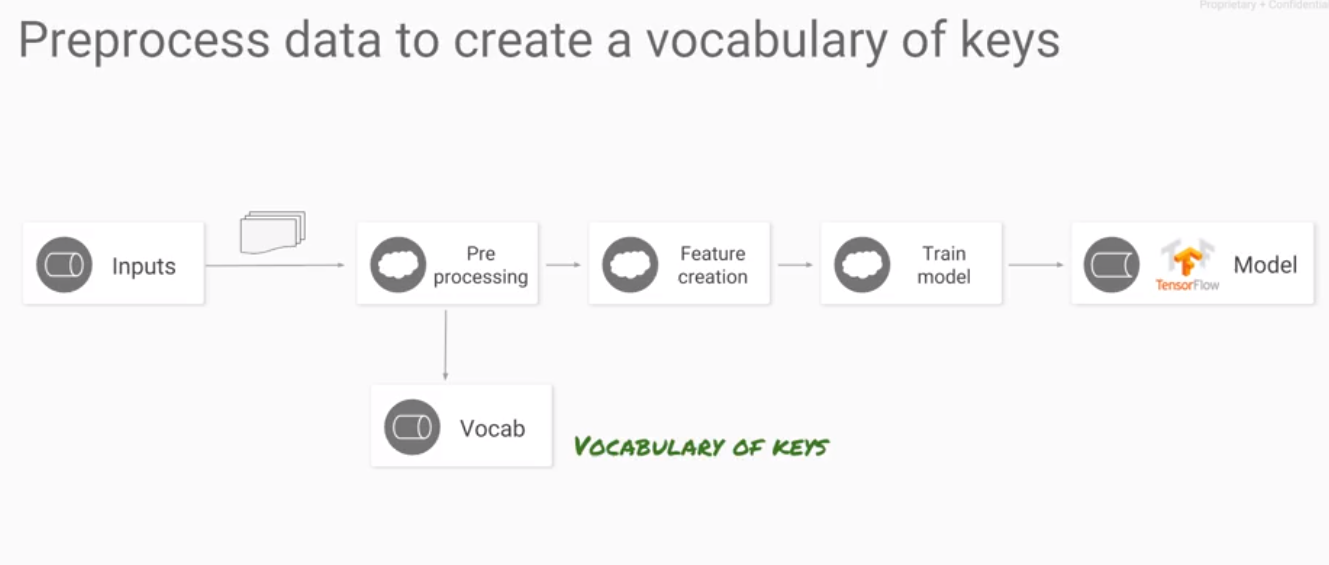 Proprietary + Confidential
Preprocess data to create a vocabulary of keys
Inputs
Pre
processing
Feature
creation
Train
model
TensorFlow
Model
Vocab
VOCABULARY OF KEYS